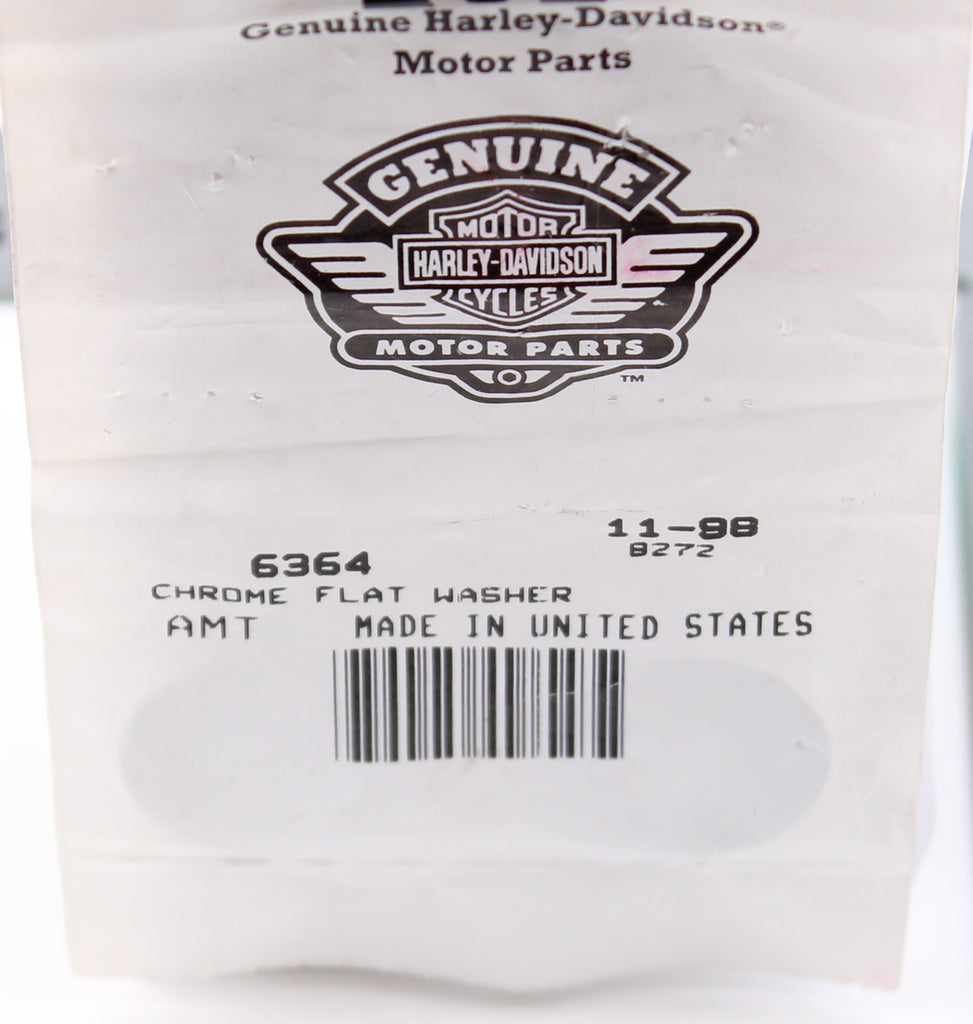 Genuine Harley-Davidson®
Motor Parts
GENUINE
MOTOR
HARLEY-DAVIDSON
CYCLES
MOTOR PARTS
TM
11-98
8272
6364
CHROME FLAT WASHER
AMT MADE IN UNITED STATES